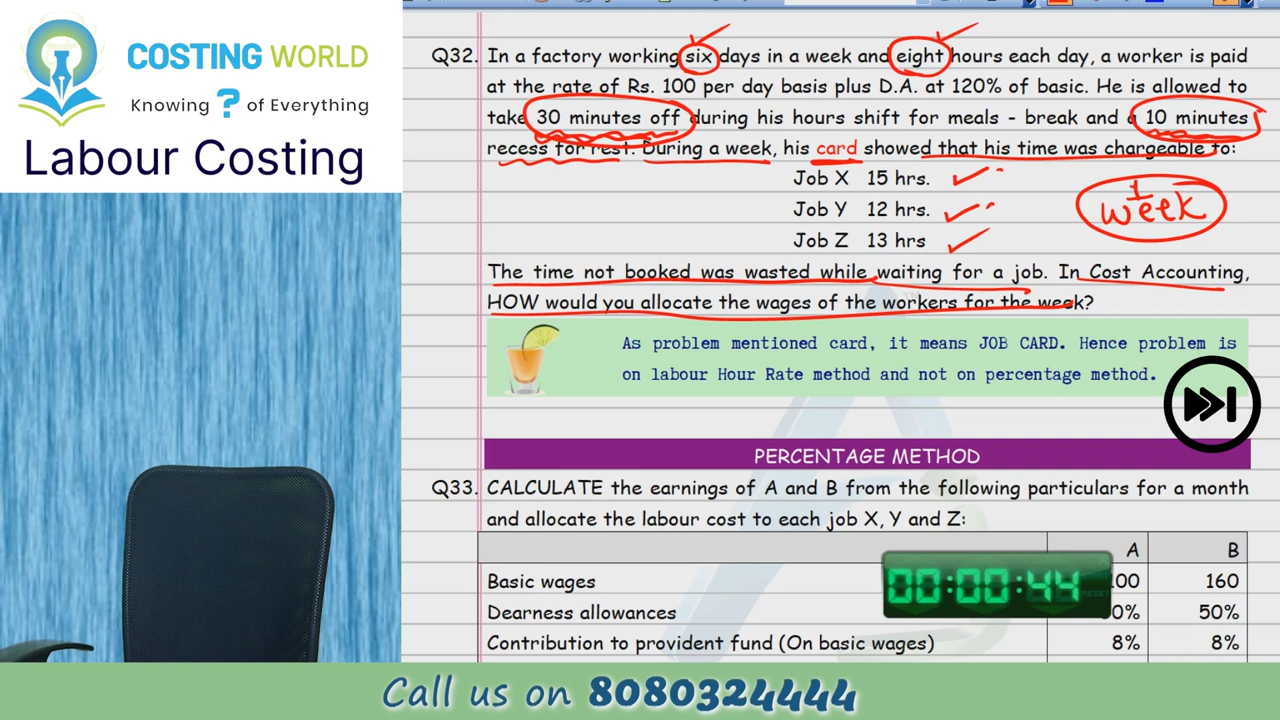 COSTING WORLD
Knowing ? of Everything
Labour Costing
Q32. In a factory working six days in a week and eight hours each day, a worker is paid
at the rate of Rs. 100 per day basis plus D.A. at 120% of basic. He is allowed to
take 30 minutes off during his hours shift for meals - break and a 10 minutes
recess for rest. During a week, his card showed that his time was chargeable to:
Job X 15 hrs.
Job Y 12 hrs.
Job Z 13 hrs
1 week
The time not booked was wasted while waiting for a job. In Cost Accounting,
HOW would you allocate the wages of the workers for the week?
As problem mentioned card, it means JOB CARD. Hence problem is
on labour Hour Rate method and not on percentage method.
PERCENTAGE METHOD
Q33. CALCULATE the earnings of A and B from the following particulars for a month
and allocate the labour cost to each job X, Y and Z:
A B
Basic wages 00 160
Dearness allowances 0% 50%
Contribution to provident fund (On basic wages) 8% 8%
00:00:44
RESET
Call us on 8080324444